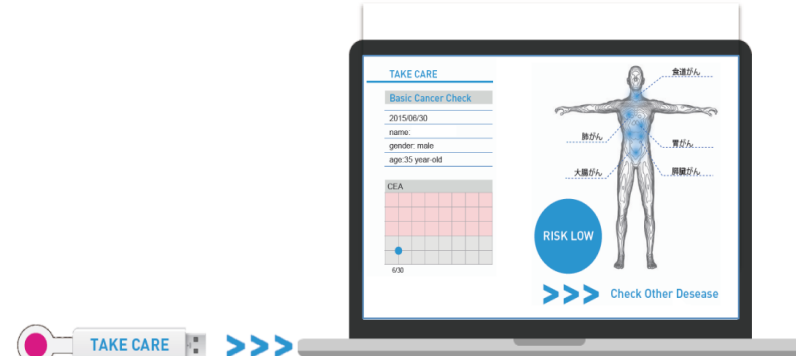 TAKE CARE
Basic Cancer Check
2015/06/30
name:
gender: male
age:35 year-old
CEA
6/30
食道がん
肺がん
胃がん
大腸がん
膵臓がん
RISK LOW
>>> Check Other Desease
TAKE CARE
>>>